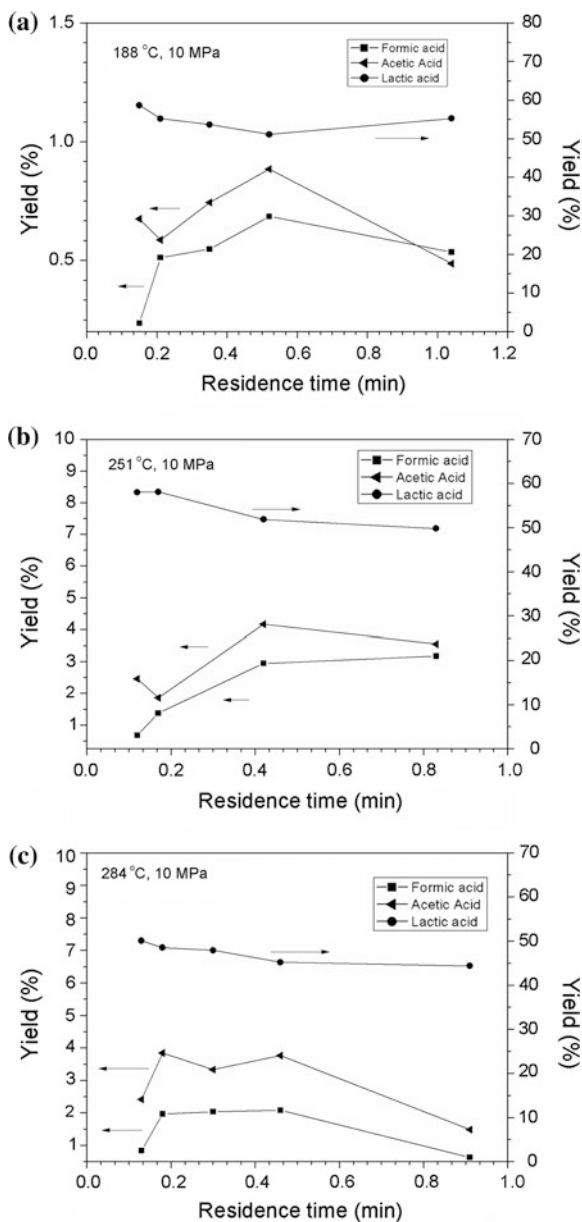 (a)
188 °C, 10 MPa
Formic acid
Acetic Acid
Lactic acid
1.5
1.0
0.5
Yield (%)
80
70
60
50
40
30
20
10
0
Yield (%)
0.0 0.2 0.4 0.6 0.8 1.0 1.2
Residence time (min)
(b)
251 °C, 10 MPa
Formic acid
Acetic Acid
Lactic acid
10
9
8
7
6
5
4
3
2
1
Yield (%)
70
60
50
40
30
20
10
0
Yield (%)
0.0 0.2 0.4 0.6 0.8 1.0
Residence time (min)
(c)
284 °C, 10 MPa
Formic acid
Acetic Acid
Lactic acid
10
9
8
7
6
5
4
3
2
1
Yield (%)
70
60
50
40
30
20
10
0
Yield (%)
0.0 0.2 0.4 0.6 0.8 1.0
Residence time (min)